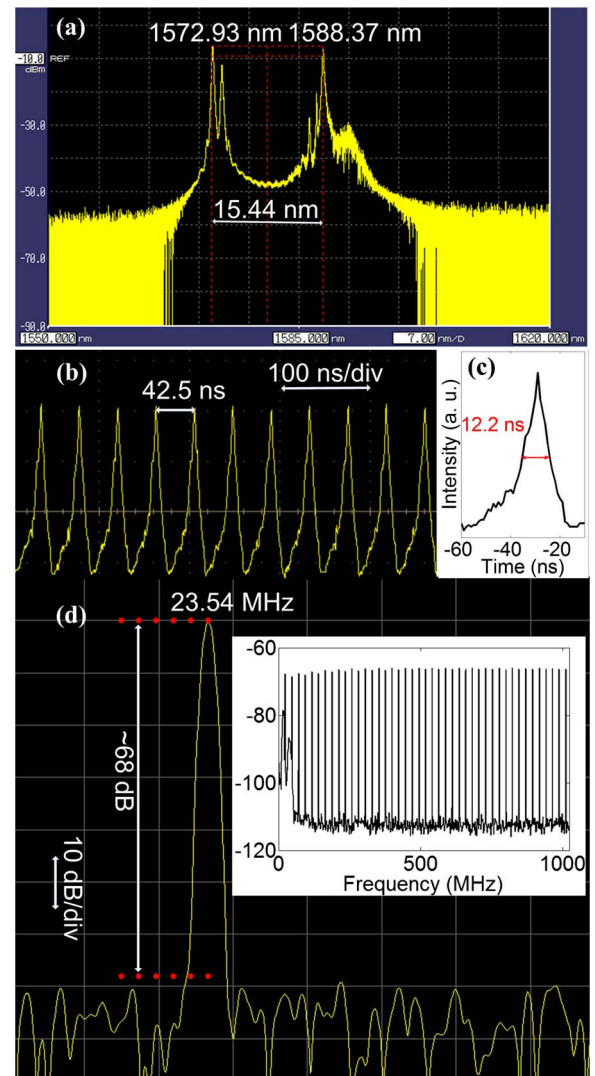 (a)
1572.93 nm 1588.37 nm
-10.0 REF
dBm
-30.0
-50.0
15.44 nm
-70.0
-90.0
1550.000 nm 1585.000 nm 7.00 nm/D 1620.000 nm
(b)
42.5 ns
100 ns/div
(c)
Intensity (a. u.)
12.2 ns
-60 -40 -20
Time (ns)
(d)
23.54 MHz
~68 dB
10 dB/div
-60
-80
-100
-120
0 500 1000
Frequency (MHz)